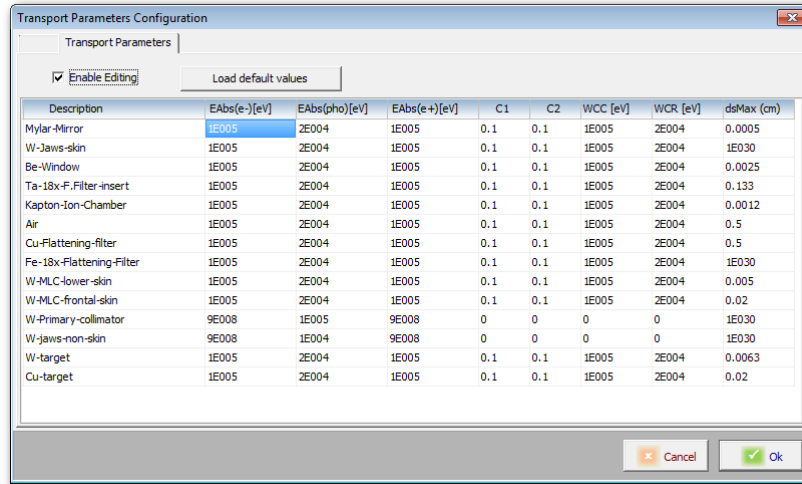 Transport Parameters Configuration
Transport Parameters
Enable Editing Load default values
Description EAbs(e-)[eV] EAbs(pho)[eV] EAbs(e+)[eV] C1 C2 WCC [eV] WCR [eV] dsMax (cm)
Mylar-Mirror 1E005 2E004 1E005 0.1 0.1 1E005 2E004 0.0005
W-Jaws-skin 1E005 2E004 1E005 0.1 0.1 1E005 2E004 1E030
Be-Window 1E005 2E004 1E005 0.1 0.1 1E005 2E004 0.0025
Ta-18x-F.Filter-insert 1E005 2E004 1E005 0.1 0.1 1E005 2E004 0.133
Kapton-Ion-Chamber 1E005 2E004 1E005 0.1 0.1 1E005 2E004 0.0012
Air 1E005 2E004 1E005 0.1 0.1 1E005 2E004 0.5
Cu-Flattening-filter 1E005 2E004 1E005 0.1 0.1 1E005 2E004 0.5
Fe-18x-Flattening-Filter 1E005 2E004 1E005 0.1 0.1 1E005 2E004 1E030
W-MLC-lower-skin 1E005 2E004 1E005 0.1 0.1 1E005 2E004 0.005
W-MLC-frontal-skin 1E005 2E004 1E005 0.1 0.1 1E005 2E004 0.02
W-Primary-collimator 9E008 1E005 9E008 0 0 0 0 1E030
W-jaws-non-skin 9E008 1E004 9E008 0 0 0 0 1E030
W-target 1E005 2E004 1E005 0.1 0.1 1E005 2E004 0.0063
Cu-target 1E005 2E004 1E005 0.1 0.1 1E005 2E004 0.02
Cancel Ok